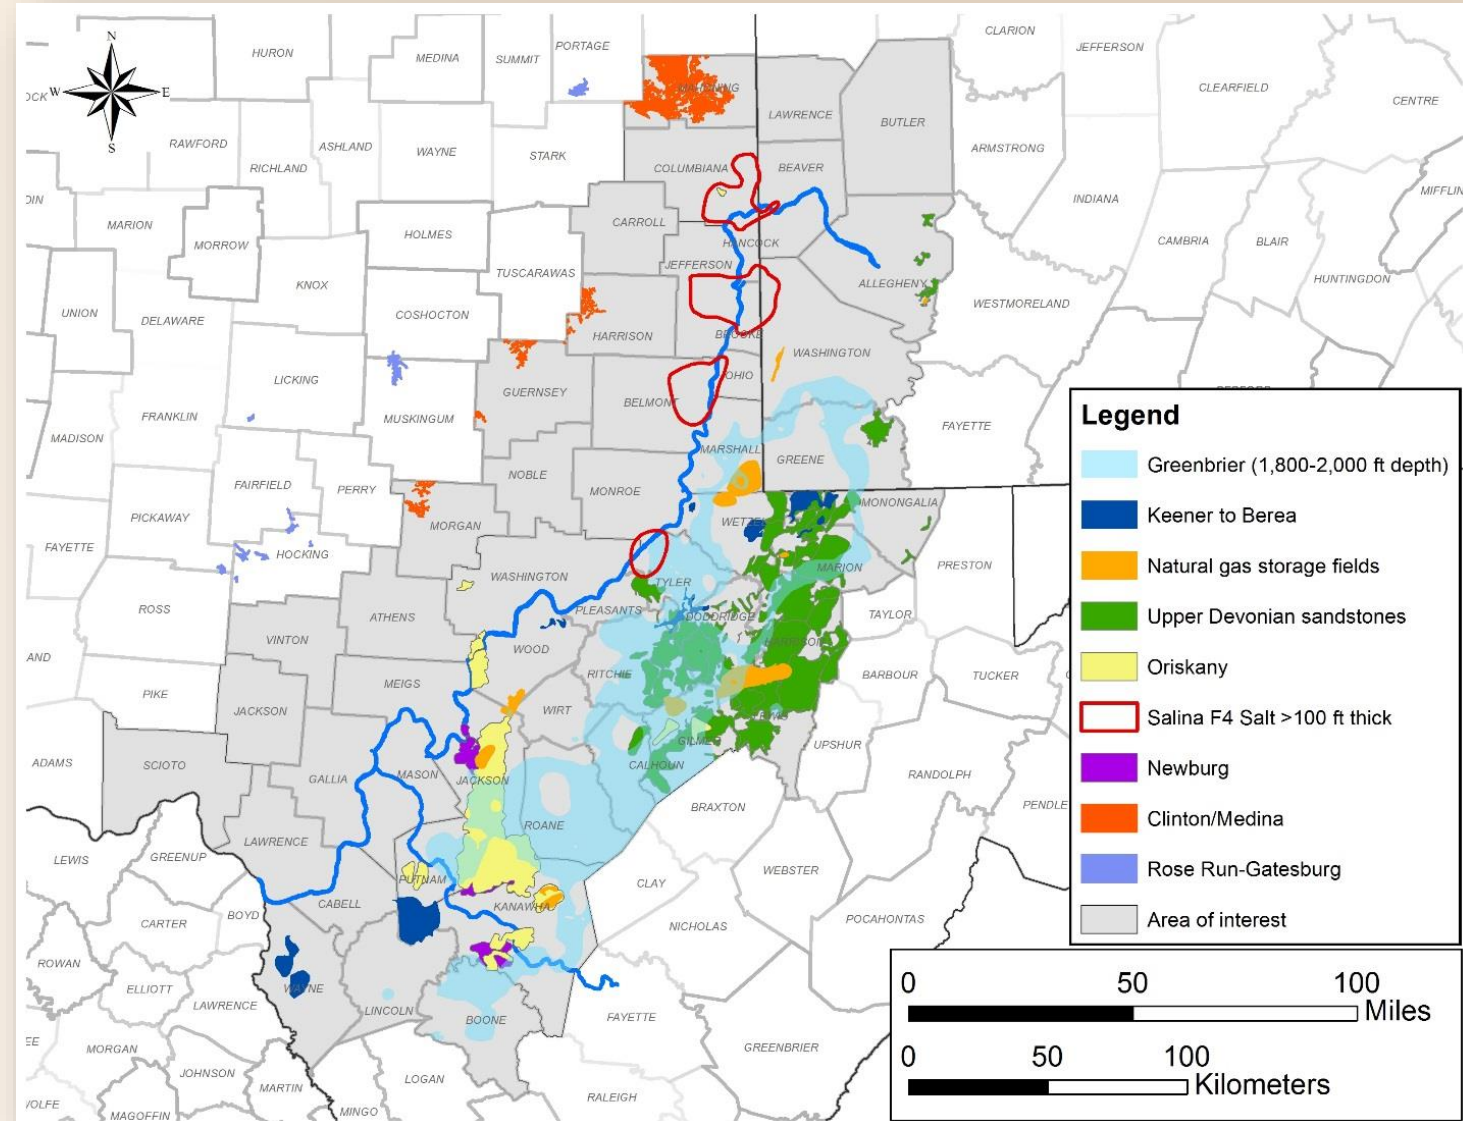 N
W
E
S
HURON
MEDINA
SUMMIT
PORTAGE
MAHONING
CLARION
JEFFERSON
CLEARFIELD
CENTRE
LAWRENCE
BUTLER
ARMSTRONG
RAWFORD
RICHLAND
ASHLAND
WAYNE
STARK
COLUMBIANA
BEAVER
INDIANA
MIFFLIN
MARION
MORROW
HOLMES
CARROLL
HANCOCK
CAMBRIA
BLAIR
HUNTINGDON
KNOX
TUSCARAWAS
JEFFERSON
ALLEGHENY
WESTMORELAND
UNION
DELAWARE
COSHOCTON
HARRISON
BROOKE
WASHINGTON
LICKING
GUERNSEY
BELMONT
OHIO
MADISON
FRANKLIN
MUSKINGUM
FAYETTE
MARSHALL
GREENE
FAIRFIELD
PERRY
NOBLE
MONROE
PICKAWAY
MORGAN
WETZEL
MONONGALIA
FAYETTE
HOCKING
WASHINGTON
TYLER
MARION
PRESTON
ROSS
ATHENS
PLEASANTS
DODDRIDGE
TAYLOR
VINTON
WOOD
HARRISON
AND
RITCHIE
BARBOUR
TUCKER
PIKE
MEIGS
JACKSON
WIRT
LEWIS
UPSHUR
ADAMS
SCIOTO
GALLIA
MASON
JACKSON
CALHOUN
GILMER
RANDOLPH
BRAXTON
PENDLE
LAWRENCE
ROANE
LEWIS
GREENUP
PUTNAM
CLAY
WEBSTER
CARTER
BOYD
CABELL
KANAWHA
NICHOLAS
POCAHONTAS
ROWAN
ELLIOTT
LAWRENCE
WAYNE
LINCOLN
BOONE
FAYETTE
GREENBRIER
MORGAN
JOHNSON
MARTIN
LOGAN
RALEIGH
MAGOFFIN
MINGO
Legend
Greenbrier (1,800-2,000 ft depth)
Keener to Berea
Natural gas storage fields
Upper Devonian sandstones
Oriskany
Salina F4 Salt >100 ft thick
Newburg
Clinton/Medina
Rose Run-Gatesburg
Area of interest
0 50 100
Miles
0 50 100
Kilometers